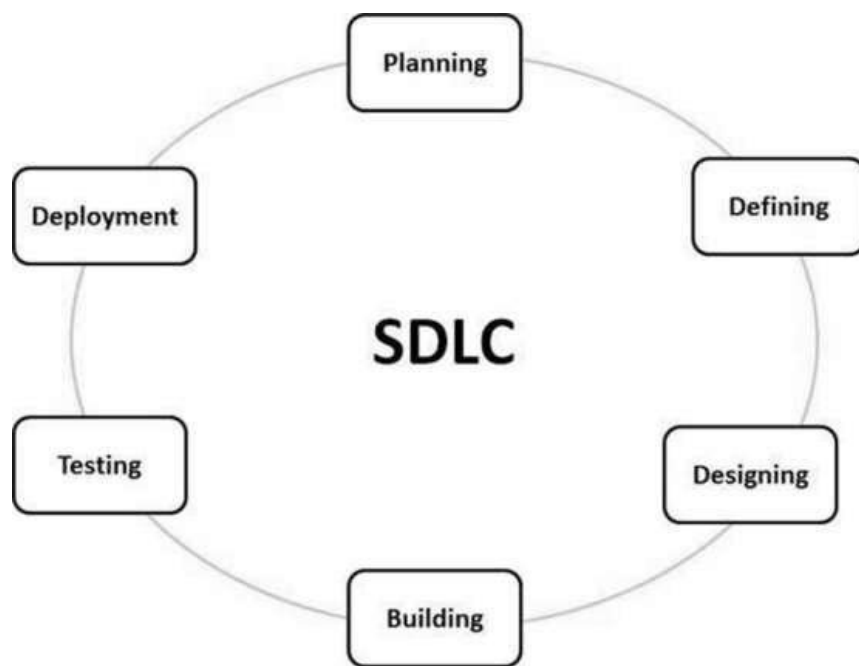 Planning
Defining
Designing
Building
Testing
Deployment
SDLC